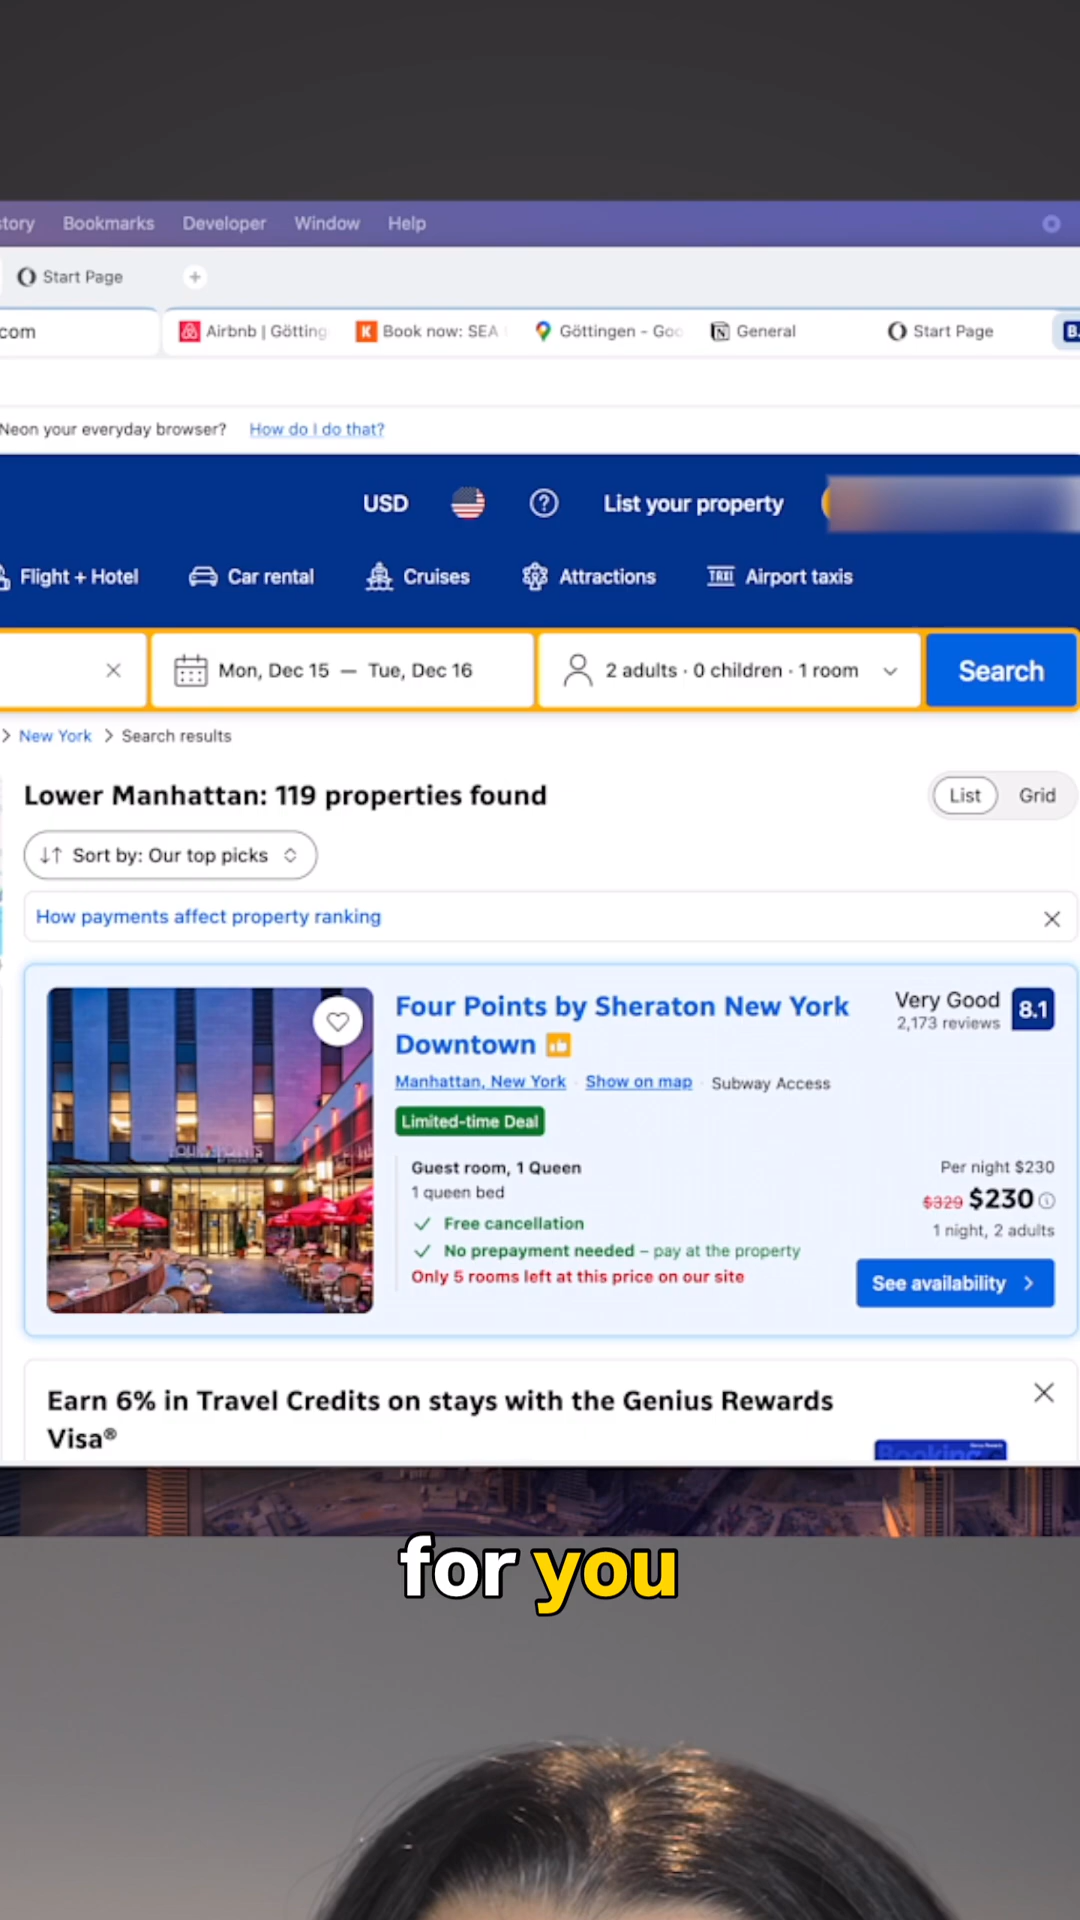 story Bookmarks Developer Window Help
Start Page +
com Airbnb | Götting Book now: SEA Göttingen - Goo General Start Page B.
Neon your everyday browser? How do I do that?
USD ? List your property
Flight + Hotel Car rental Cruises Attractions TAXI Airport taxis
Mon, Dec 15 — Tue, Dec 16 2 adults · 0 children · 1 room Search
> New York > Search results
Lower Manhattan: 119 properties found List Grid
Sort by: Our top picks
How payments affect property ranking
Four Points by Sheraton New York Downtown
Very Good 8.1
2,173 reviews
Manhattan, New York · Show on map · Subway Access
Limited-time Deal
Guest room, 1 Queen
1 queen bed
Free cancellation
No prepayment needed – pay at the property
Only 5 rooms left at this price on our site
Per night $230
$329 $230
1 night, 2 adults
See availability
Earn 6% in Travel Credits on stays with the Genius Rewards
Visa®
Booking.
for you